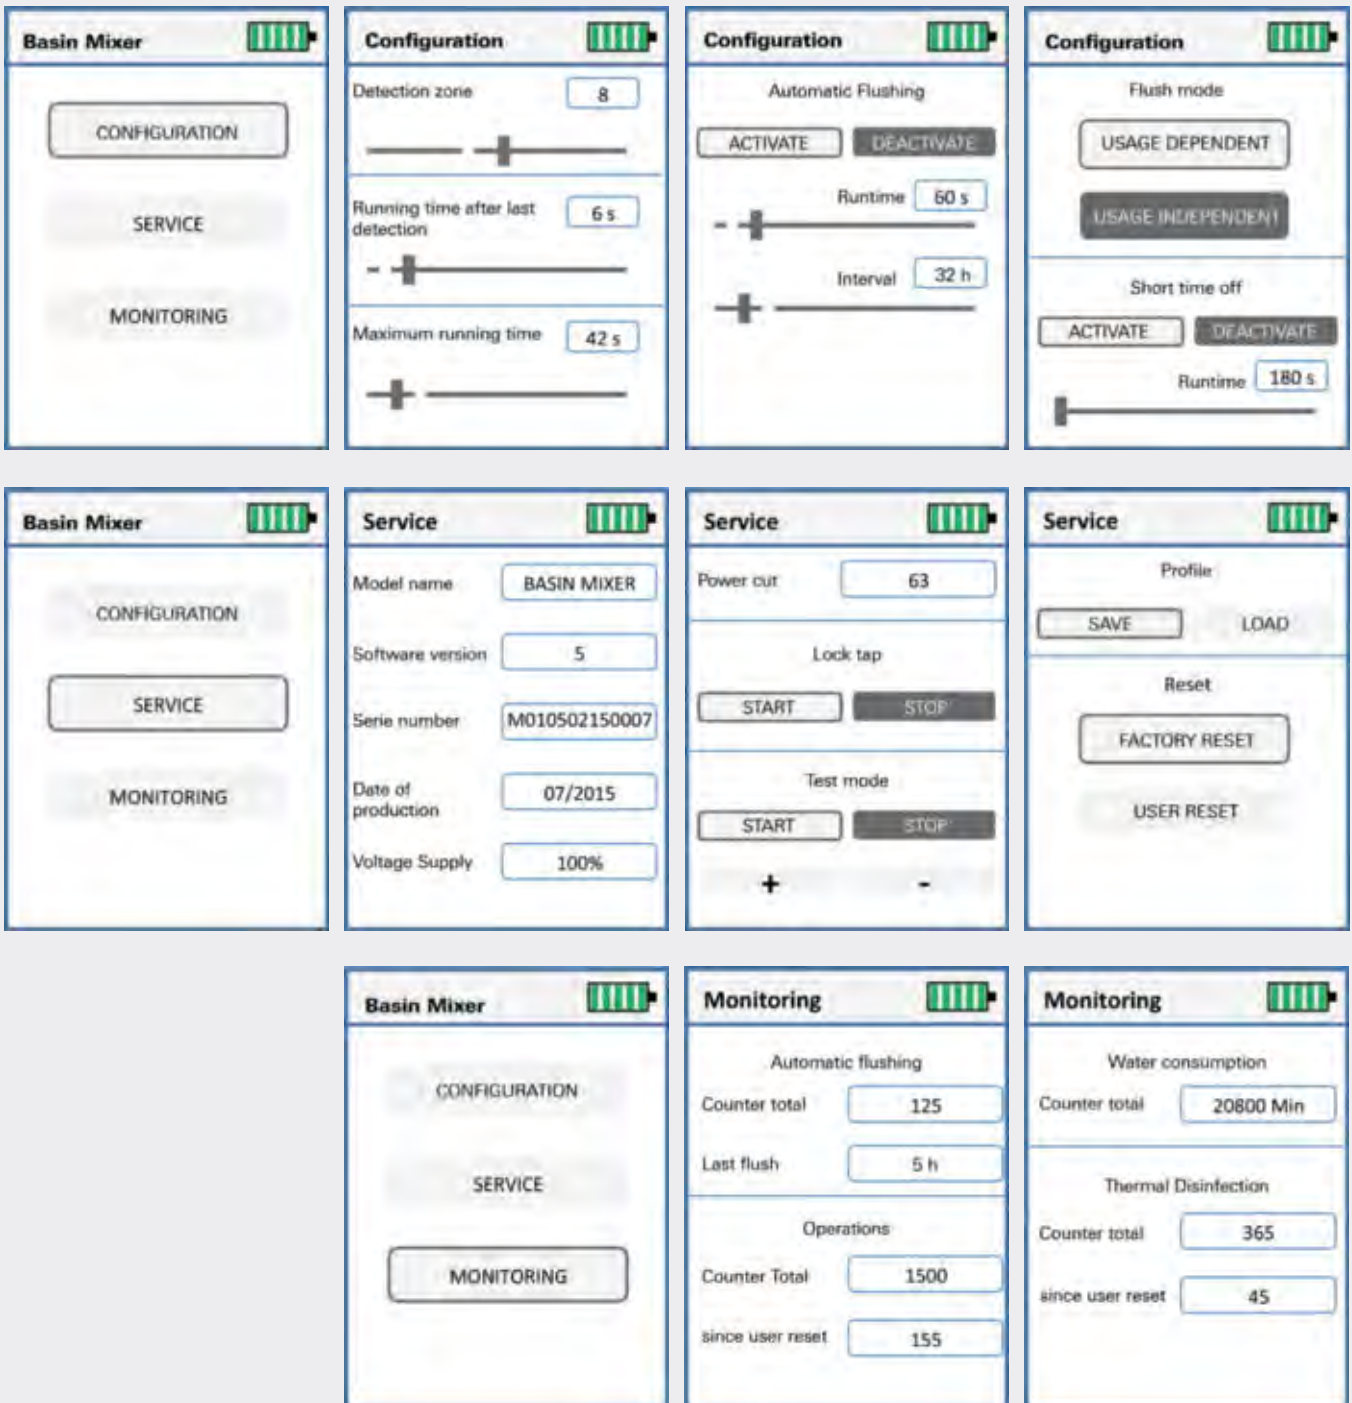 Basin Mixer
CONFIGURATION
SERVICE
MONITORING
Configuration
Detection zone
8
Running time after last
detection
6 s
Maximum running time
42 s
Configuration
Automatic Flushing
ACTIVATE
DEACTIVATE
Runtime
60 s
Interval
32 h
Configuration
Flush mode
USAGE DEPENDENT
USAGE INDEPENDENT
Short time off
ACTIVATE
DEACTIVATE
Runtime
180 s
Basin Mixer
CONFIGURATION
SERVICE
MONITORING
Service
Model name
BASIN MIXER
Software version
5
Serie number
M010502150007
Date of
production
07/2015
Voltage Supply
100%
Service
Power cut
63
Lock tap
START
STOP
Test mode
START
STOP
+
-
Service
Profile
SAVE
LOAD
Reset
FACTORY RESET
USER RESET
Basin Mixer
CONFIGURATION
SERVICE
MONITORING
Monitoring
Automatic flushing
Counter total
125
Last flush
5 h
Operations
Counter Total
1500
since user reset
155
Monitoring
Water consumption
Counter total
20800 Min
Thermal Disinfection
Counter total
365
since user reset
45